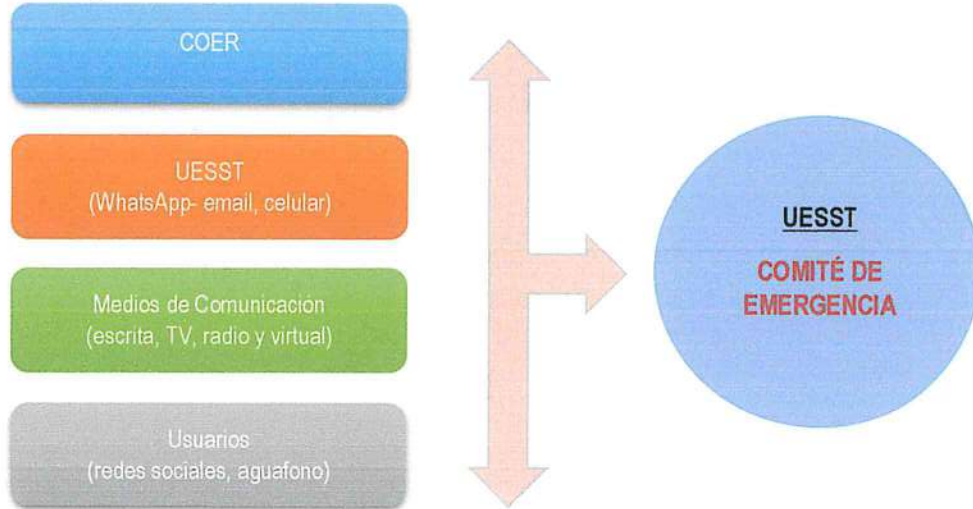 COER
UESST
(WhatsApp- email, celular)
Medios de Comunicación
(escrita, TV, radio y virtual)
Usuarios
(redes sociales, aguafono)
UESST
COMITÉ DE
EMERGENCIA